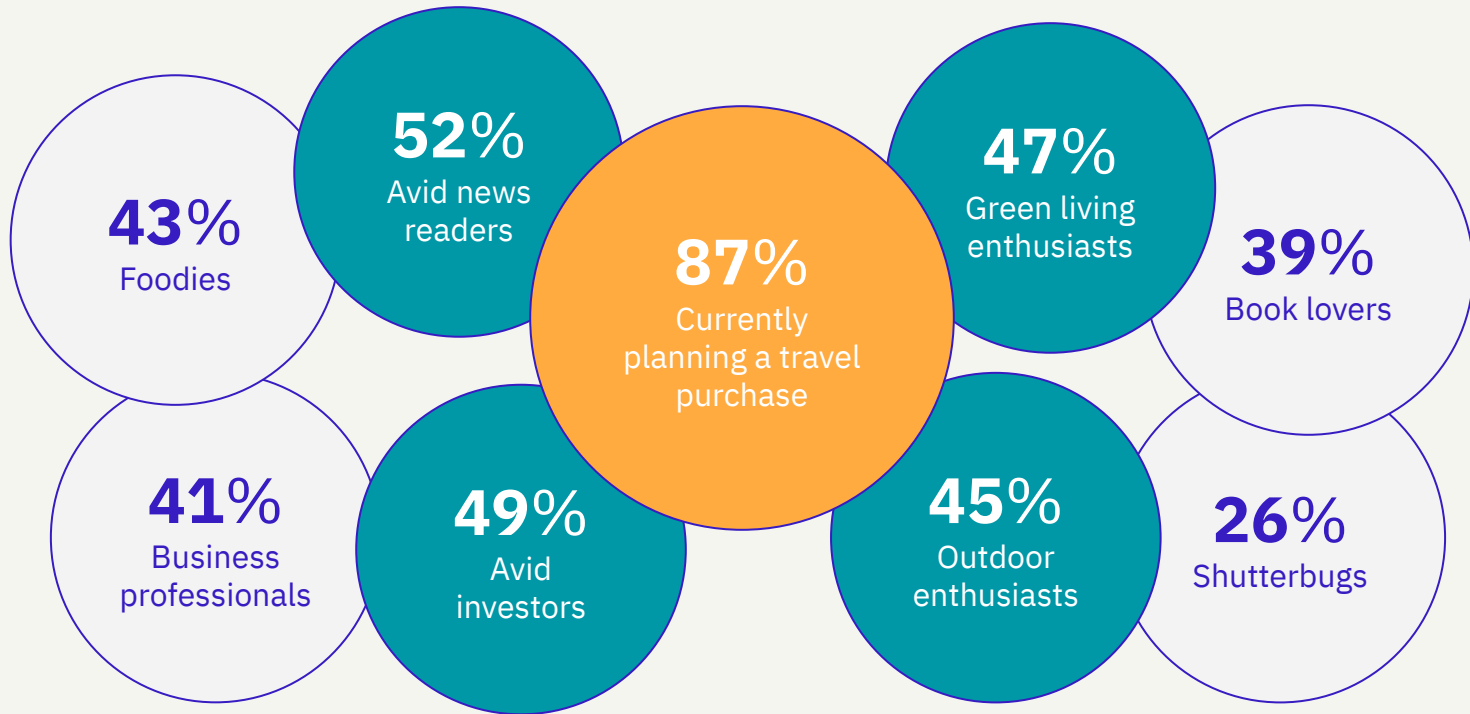 43%
Foodies
52%
Avid news
readers
87%
Currently
planning a travel
purchase
47%
Green living
enthusiasts
39%
Book lovers
41%
Business
professionals
49%
Avid
investors
45%
Outdoor
enthusiasts
26%
Shutterbugs